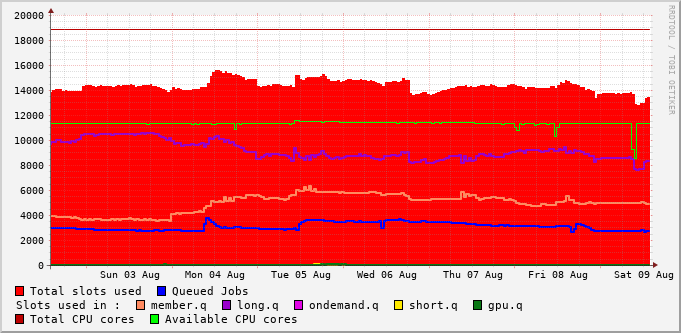 20000
18000
16000
14000
12000
10000
8000
6000
4000
2000
0
Sun 03 Aug Mon 04 Aug Tue 05 Aug Wed 06 Aug Thu 07 Aug Fri 08 Aug Sat 09 Aug
RRDTOOL / TOBI OETIKER
Total slots used Queued Jobs
Slots used in : member.q long.q ondemand.q short.q gpu.q
Total CPU cores Available CPU cores